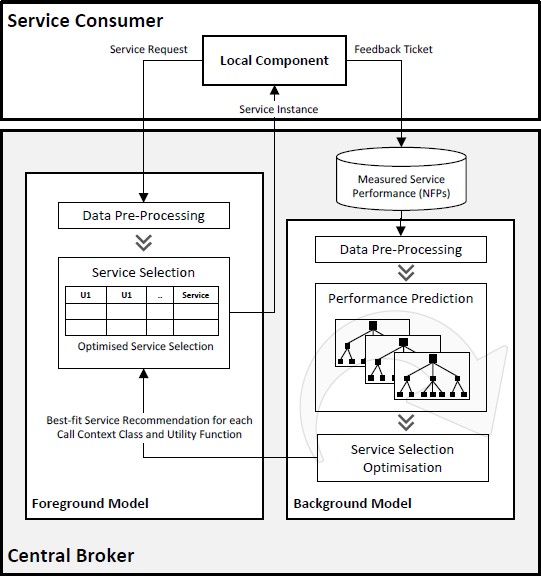 Service Consumer
Service Request
Local Component
Feedback Ticket
Service Instance
Measured Service
Performance (NFPs)
Data Pre-Processing
Service Selection
U1 U1 .. Service
Optimised Service Selection
Best-fit Service Recommendation for each
Call Context Class and Utility Function
Foreground Model
Data Pre-Processing
Performance Prediction
Service Selection
Optimisation
Background Model
Central Broker